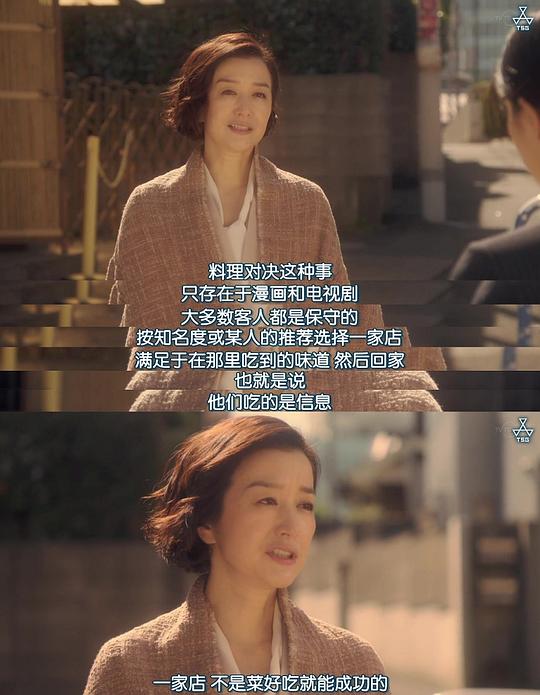 TSG
料理对决这种事
只存在于漫画和电视剧
大多数客人都是保守的
按知名度或某人的推荐选择一家店
满足于在那里吃到的味道 然后回家
也就是说
他们吃的是信息
TSG
一家店 不是菜好吃就能成功的